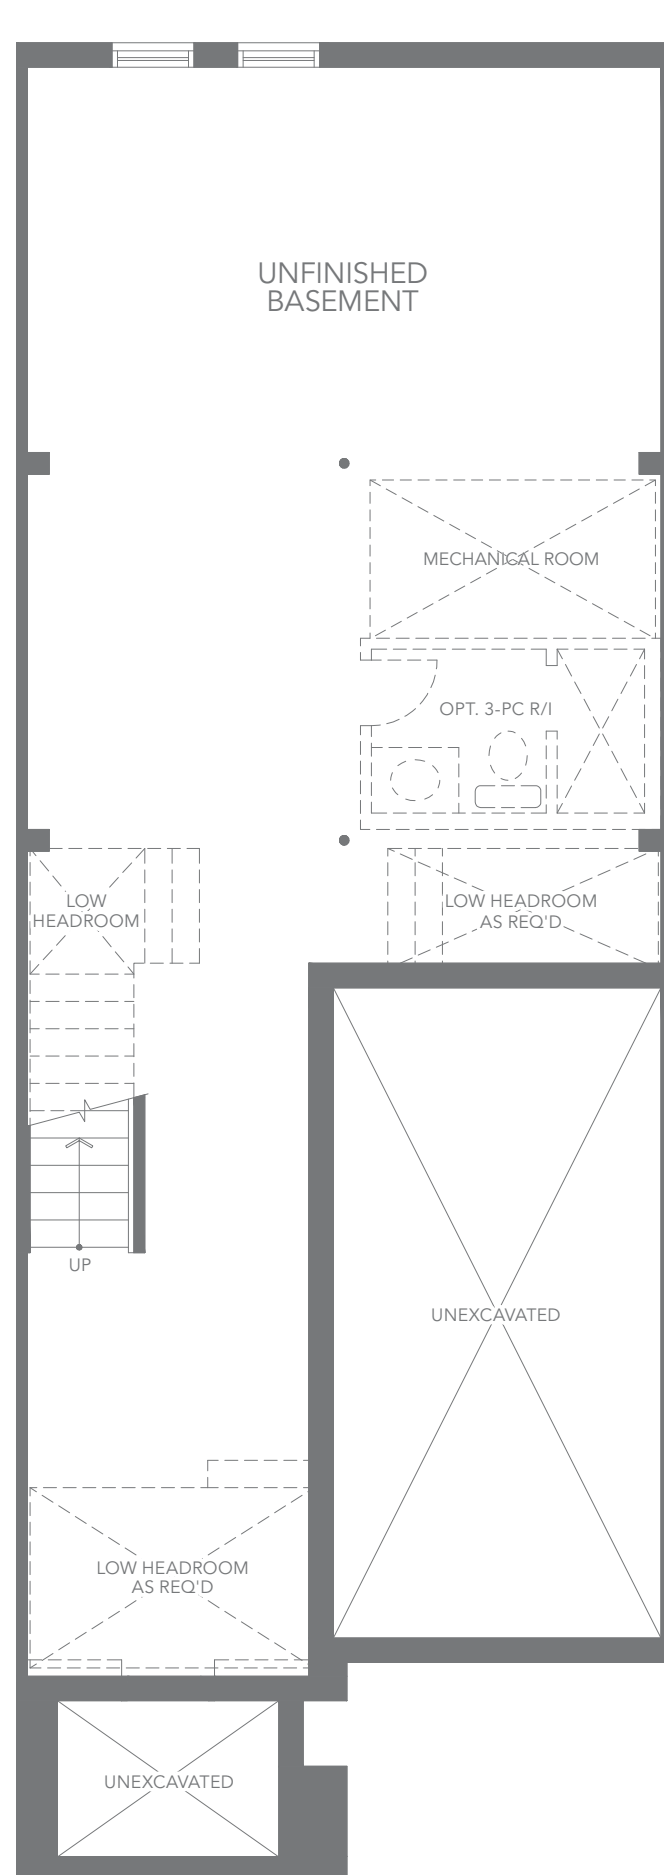 UNFINISHED
BASEMENT
MECHANICAL ROOM
OPT. 3-PC R/I
LOW
HEADROOM
LOW HEADROOM
AS REQ'D
UP
UNEXCAVATED
LOW HEADROOM
AS REQ'D
UNEXCAVATED